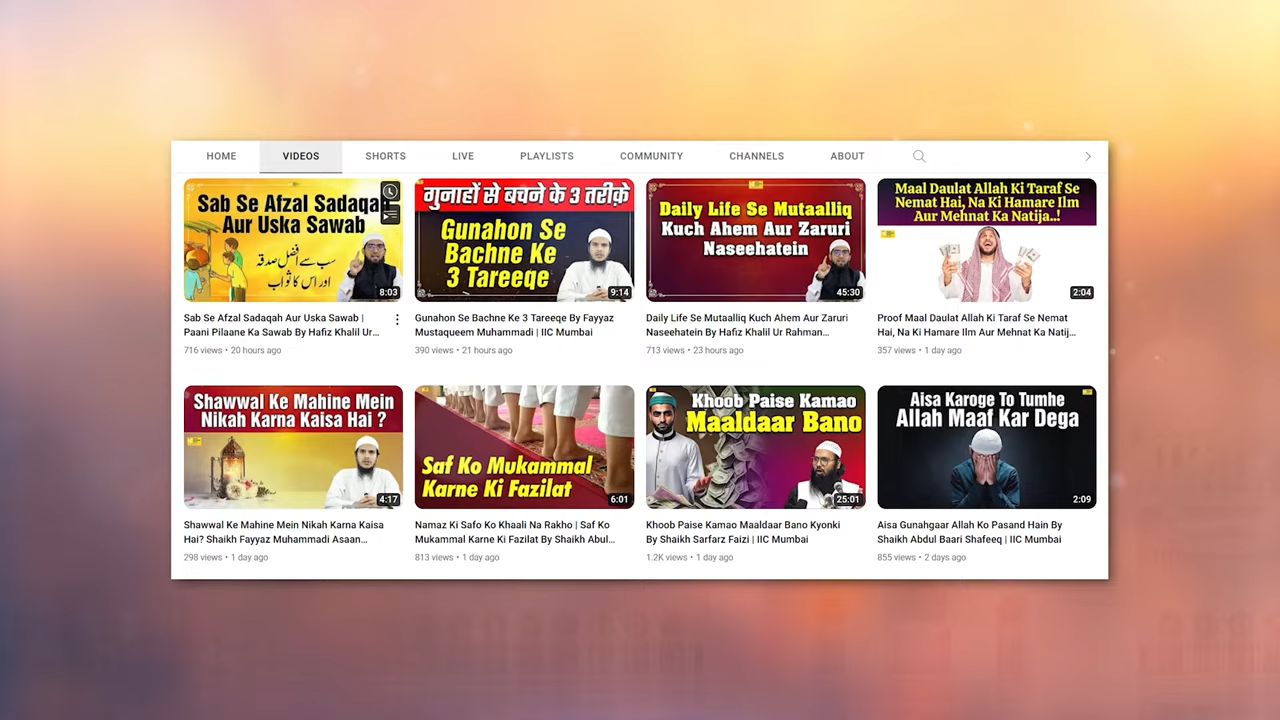 HOME VIDEOS SHORTS LIVE PLAYLISTS COMMUNITY CHANNELS ABOUT
Sab Se Afzal Sadaqah
Aur Uska Sawab
سب سے افضل صدقہ
اور اس کا ثواب
8:03
Sab Se Afzal Sadaqah Aur Uska Sawab |
Paani Pilaane Ka Sawab By Hafiz Khalil Ur...
716 views • 20 hours ago
गुनाहों से बचने के 3 तरीक़े
Gunahon Se
Bachne Ke
3 Tareeqe
9:14
Gunahon Se Bachne Ke 3 Tareeqe By Fayyaz
Mustaqueem Muhammadi | IIC Mumbai
390 views • 21 hours ago
Daily Life Se Mutaalliq
Kuch Ahem Aur Zaruri
Naseehatein
45:30
Daily Life Se Mutaalliq Kuch Ahem Aur Zaruri
Naseehatein By Hafiz Khalil Ur Rahman...
713 views • 23 hours ago
Maal Daulat Allah Ki Taraf Se
Nemat Hai, Na Ki Hamare Ilm
Aur Mehnat Ka Natija..!
2:04
Proof Maal Daulat Allah Ki Taraf Se Nemat
Hai, Na Ki Hamare Ilm Aur Mehnat Ka Natij...
357 views • 1 day ago
Shawwal Ke Mahine Mein
Nikah Karna Kaisa Hai ?
4:17
Shawwal Ke Mahine Mein Nikah Karna Kaisa
Hai? Shaikh Fayyaz Muhammadi Asaan...
298 views • 1 day ago
Saf Ko Mukammal
Karne Ki Fazilat
6:01
Namaz Ki Safo Ko Khaali Na Rakho | Saf Ko
Mukammal Karne Ki Fazilat By Shaikh Abul...
813 views • 1 day ago
Khoob Paise Kamao
Maaldaar Bano
25:01
Khoob Paise Kamao Maaldaar Bano Kyonki
By Shaikh Sarfarz Faizi | IIC Mumbai
1.2K views • 1 day ago
Aisa Karoge To Tumhe
Allah Maaf Kar Dega
2:09
Aisa Gunahgaar Allah Ko Pasand Hain By
Shaikh Abdul Baari Shafeeq | IIC Mumbai
855 views • 2 days ago